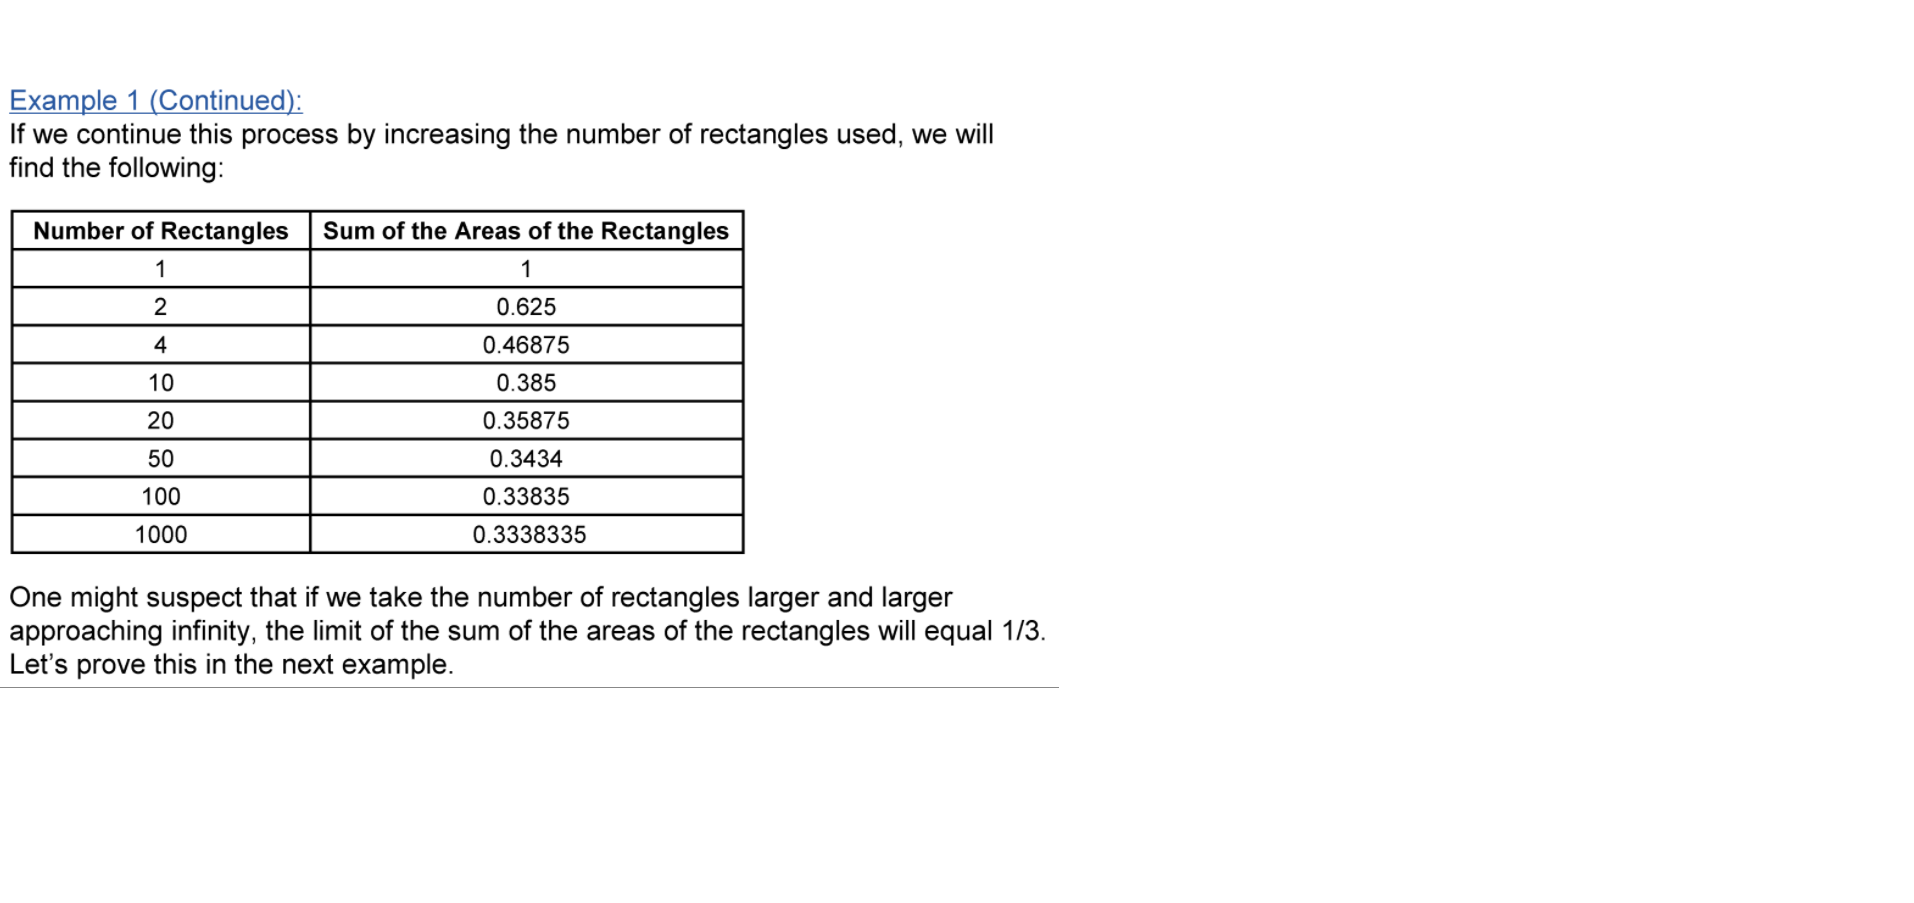 Example 1 (Continued):
If we continue this process by increasing the number of rectangles used, we will
find the following:
Number of Rectangles Sum of the Areas of the Rectangles
1 1
2 0.625
4 0.46875
10 0.385
20 0.35875
50 0.3434
100 0.33835
1000 0.3338335
One might suspect that if we take the number of rectangles larger and larger
approaching infinity, the limit of the sum of the areas of the rectangles will equal 1/3.
Let’s prove this in the next example.